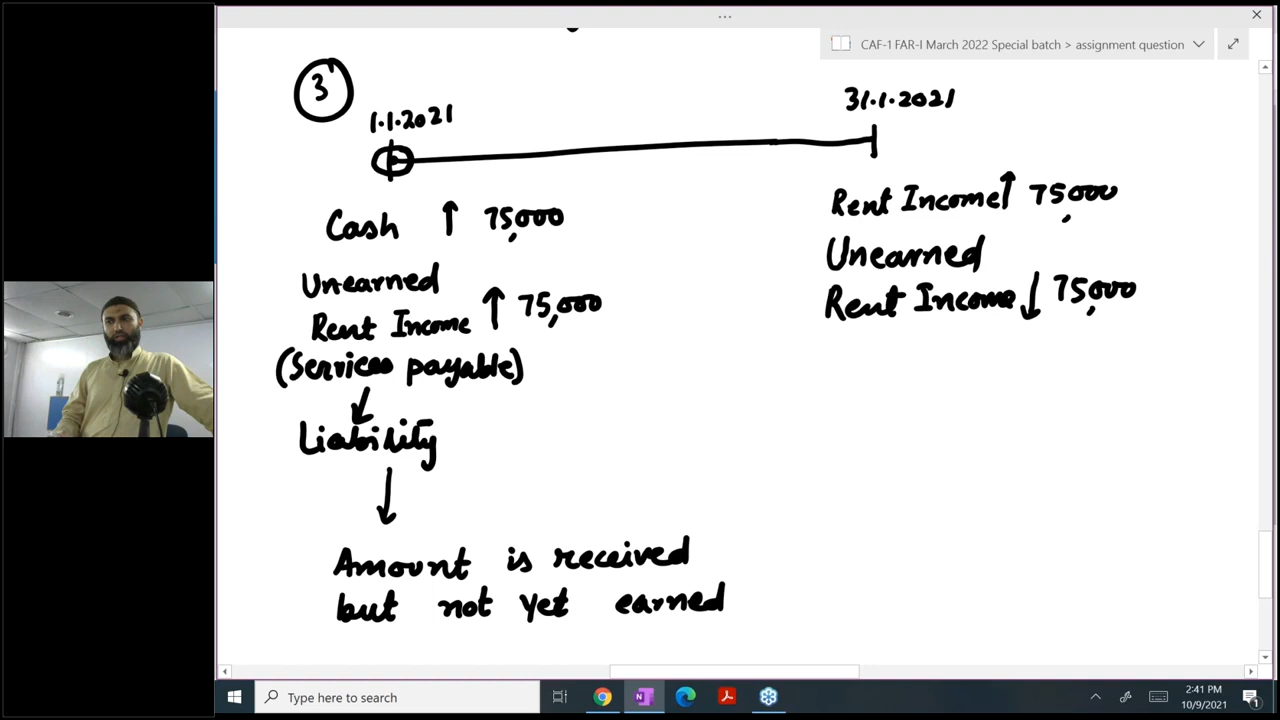 CAF-1 FAR-I March 2022 Special batch > assignment question
3
1.1.2021
31.1.2021
Cash ↑ 75,000
Unearned
Rent Income ↑ 75,000
(Services payable)
↓
Liability
↓
Amount is received
but not yet earned
Rent Income ↑ 75,000
Unearned
Rent Income ↓ 75,000
Type here to search
2:41 PM
10/9/2021
1